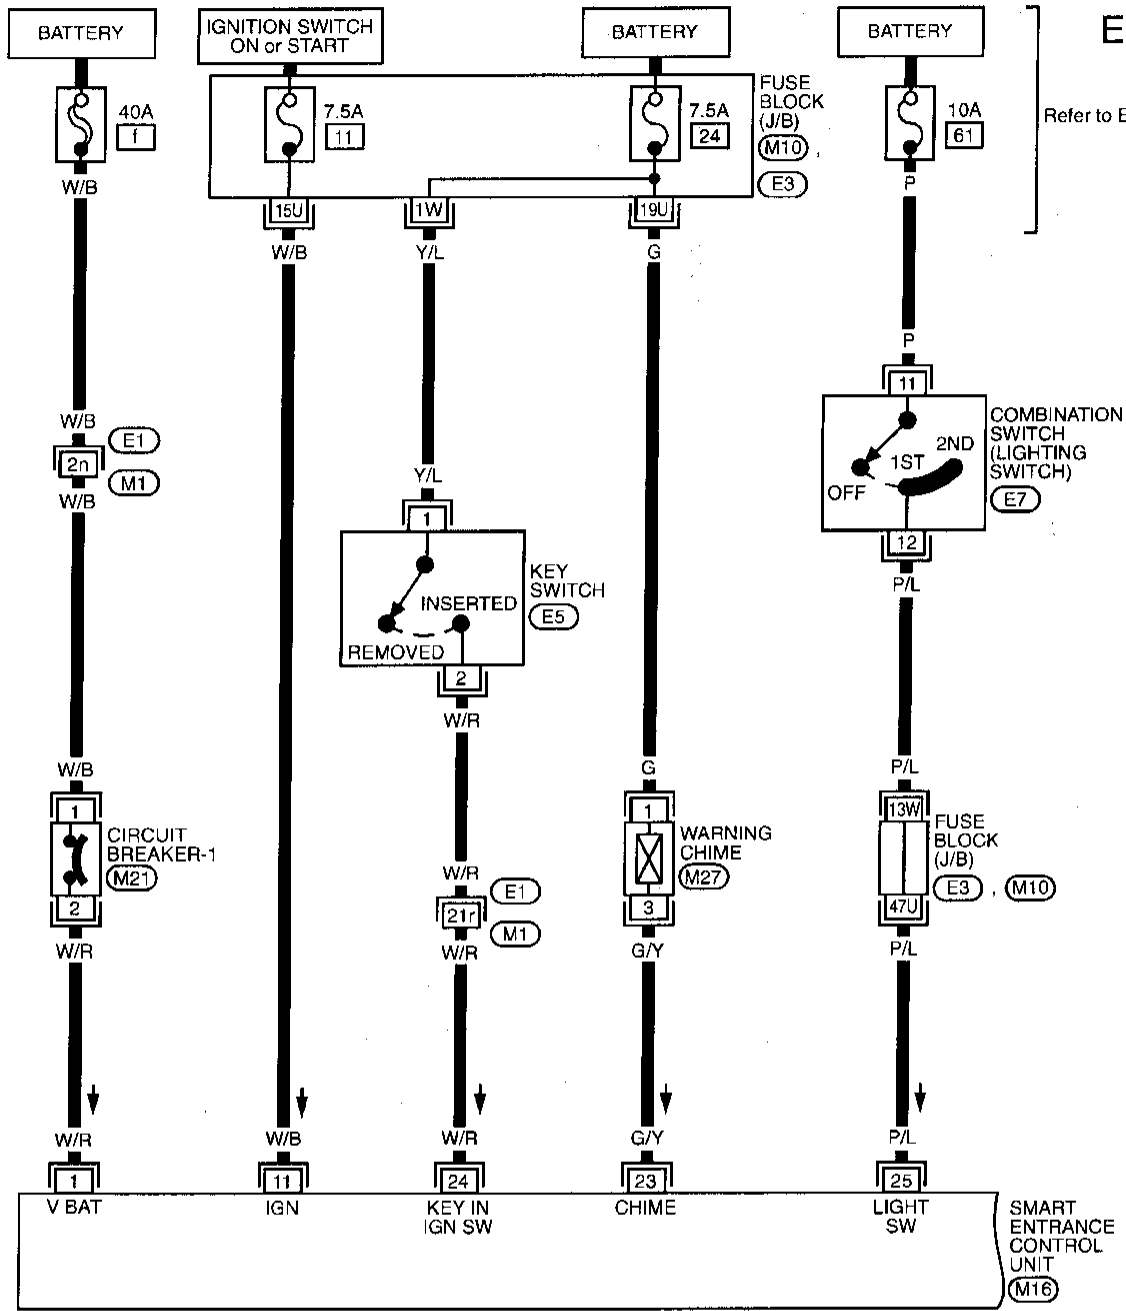 BATTERY
IGNITION SWITCH
ON or START
BATTERY
BATTERY
E
40A
f
7.5A
11
7.5A
24
FUSE
BLOCK
(J/B)
M10 ,
E3
10A
61
Refer to E
W/B
15U
1W
19U
P
W/B
Y/L
G
P
11
W/B
E1
2n
M1
W/B
COMBINATION
SWITCH
(LIGHTING
SWITCH)
E7
OFF
1ST
2ND
12
P/L
Y/L
1
KEY
SWITCH
E5
INSERTED
REMOVED
2
W/R
W/B
G
P/L
1
CIRCUIT
BREAKER-1
M21
2
W/R
1
WARNING
CHIME
M27
3
G/Y
13W
FUSE
BLOCK
(J/B)
E3 , M10
47U
P/L
W/R
E1
21r
M1
W/R
W/R
W/B
W/R
G/Y
P/L
1
11
24
23
25
V BAT
IGN
KEY IN
IGN SW
CHIME
LIGHT
SW
SMART
ENTRANCE
CONTROL
UNIT
M16